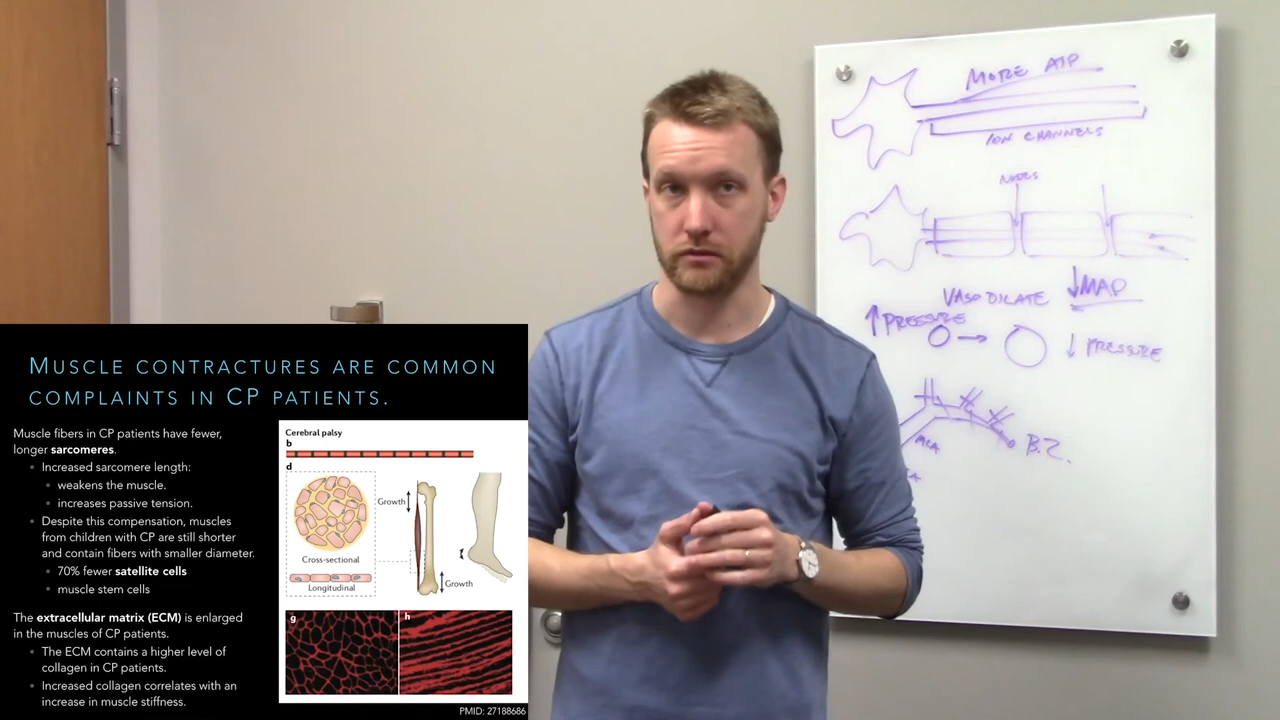 MUSCLE CONTRACTURES ARE COMMON
COMPLAINTS IN CP PATIENTS.
Muscle fibers in CP patients have fewer,
longer sarcomeres.
Increased sarcomere length:
weakens the muscle.
increases passive tension.
Despite this compensation, muscles
from children with CP are still shorter
and contain fibers with smaller diameter.
70% fewer satellite cells
muscle stem cells
The extracellular matrix (ECM) is enlarged
in the muscles of CP patients.
The ECM contains a higher level of
collagen in CP patients.
Increased collagen correlates with an
increase in muscle stiffness.
Cerebral palsy
b
d
Growth
Cross-sectional
Longitudinal
Growth
g
h
PMID: 27188686
MORE ATP
ION CHANNELS
NODES
VASODILATE ↓MAP
↑PRESSURE
→ ↓ PRESSURE
B.Z.